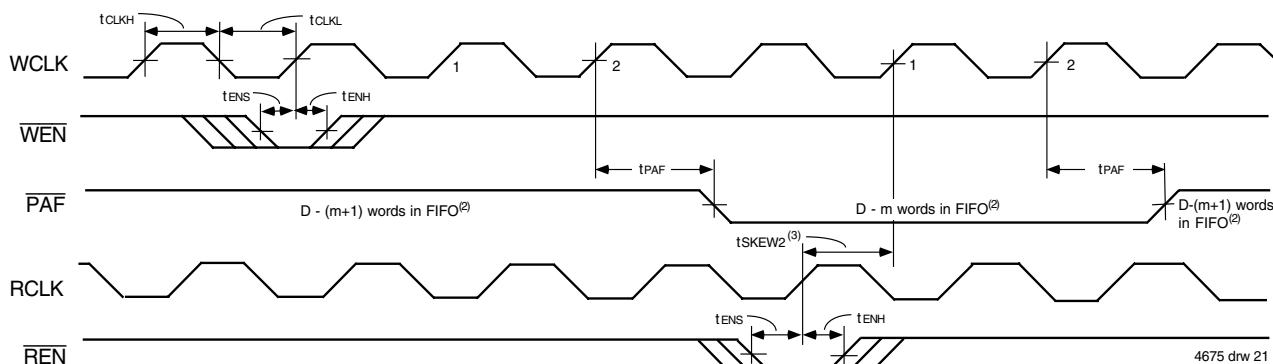 tCLKH tCLKL
WCLK 1 2 1 2
tENS tENH
WEN
tPAF tPAF
PAF D - (m+1) words in FIFO(2) D - m words in FIFO(2) D-(m+1) words
in FIFO(2)
tSKEW2(3)
RCLK
tENS tENH
REN
4675 drw 21